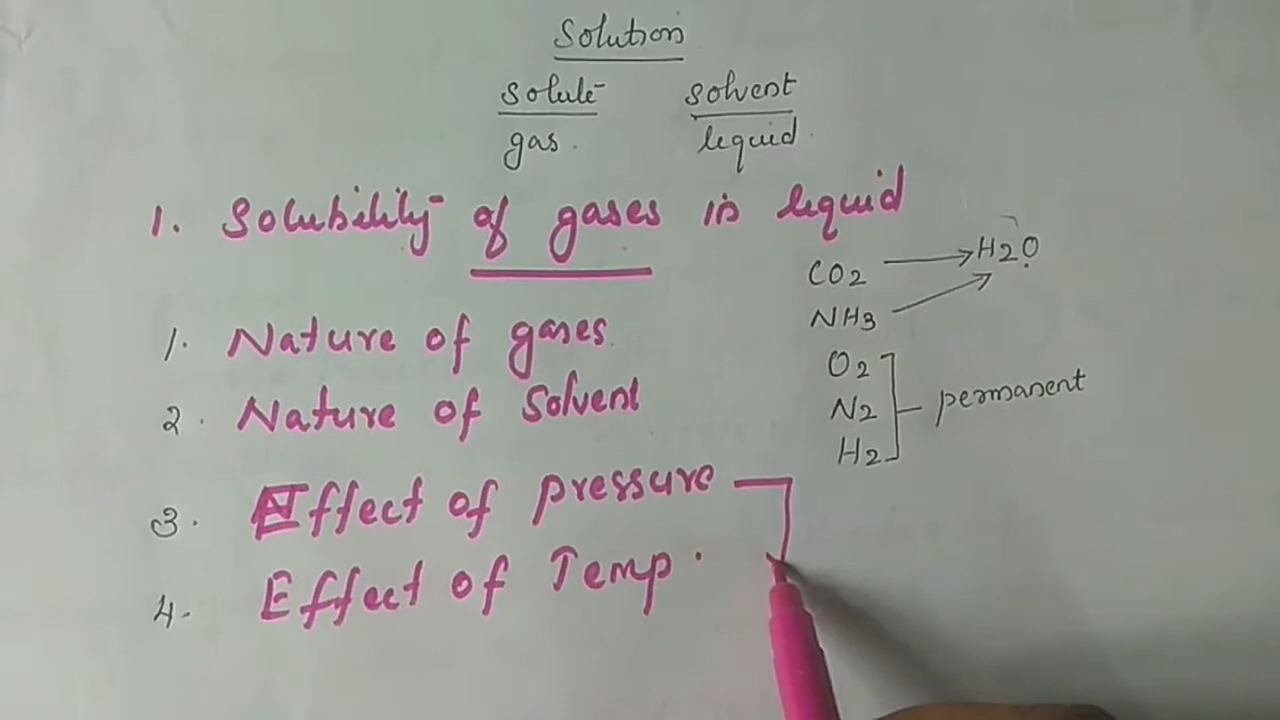 Solution
Solute solvent
gas. liquid.
1. Solubility of gases in liquid
CO2 → H2O
NH3
1. Nature of gases.
O2
2. Nature of Solvent
N2 permanent
H2
3. Effect of pressure
4. Effect of Temp.